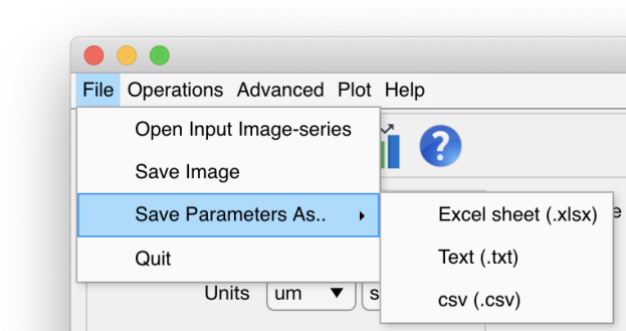 File Operations Advanced Plot Help
Open Input Image-series
?
Save Image
Save Parameters As..
Excel sheet (.xlsx)
Quit
Text (.txt)
Units um
csv (.csv)